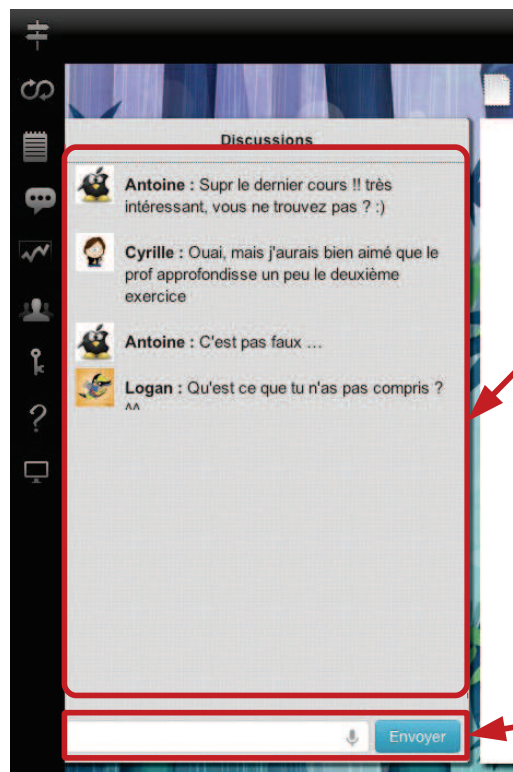 Discussions
Antoine : Supr le dernier cours !! très
intéressant, vous ne trouvez pas ? :)
Cyrille : Ouai, mais j'aurais bien aimé que le
prof approfondisse un peu le deuxième
exercice
Antoine : C'est pas faux ...
Logan : Qu'est ce que tu n'as pas compris ?
^^
Envoyer